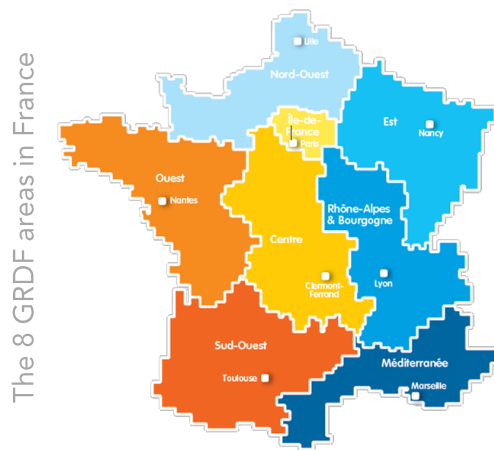 The 8 GRDF areas in France
Lille
Nord-Ouest
Île-de-
France
Paris
Est
Nancy
Ouest
Nantes
Rhône-Alpes
& Bourgogne
Centre
Clermont-
Ferrand
Lyon
Sud-Ouest
Toulouse
Méditerranée
Marseille